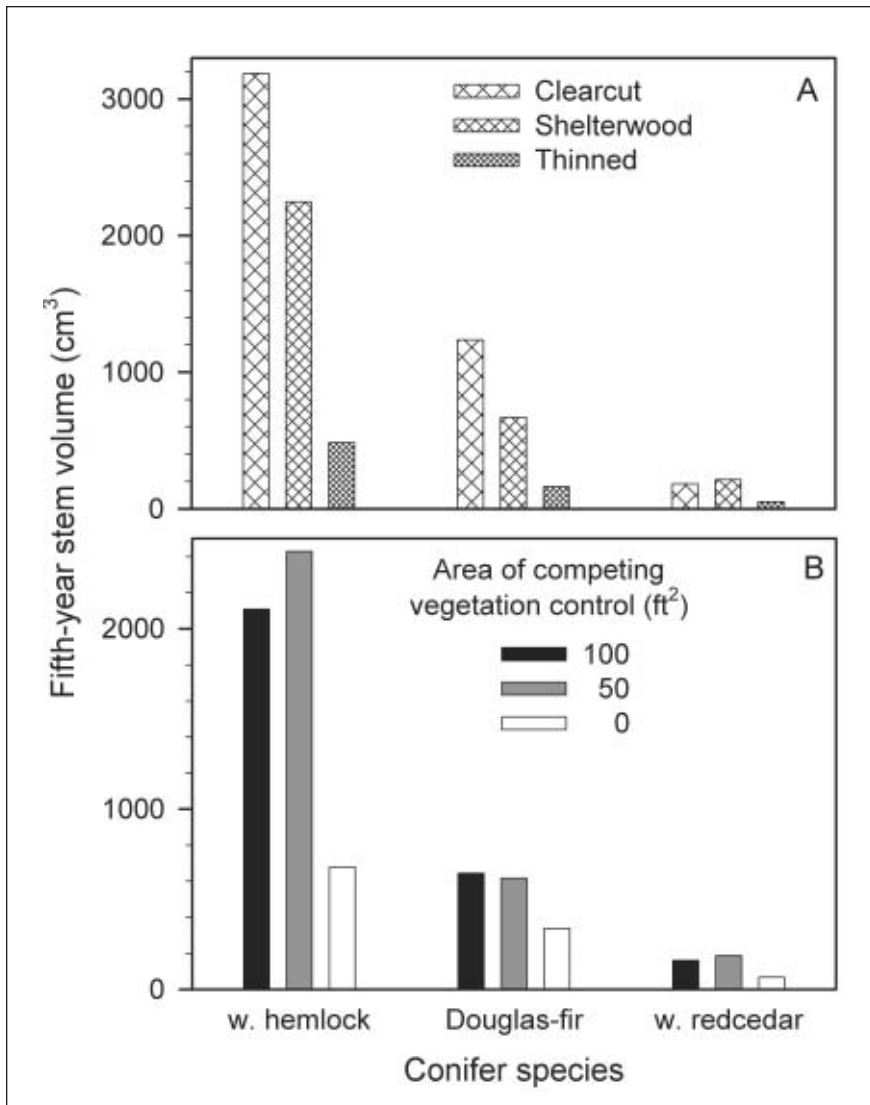 Fifth-year stem volume (cm³)
A
Clearcut
Shelterwood
Thinned
3000
2000
1000
0
B
Area of competing
vegetation control (ft²)
100
50
0
2000
1000
0
w. hemlock Douglas-fir w. redcedar
Conifer species